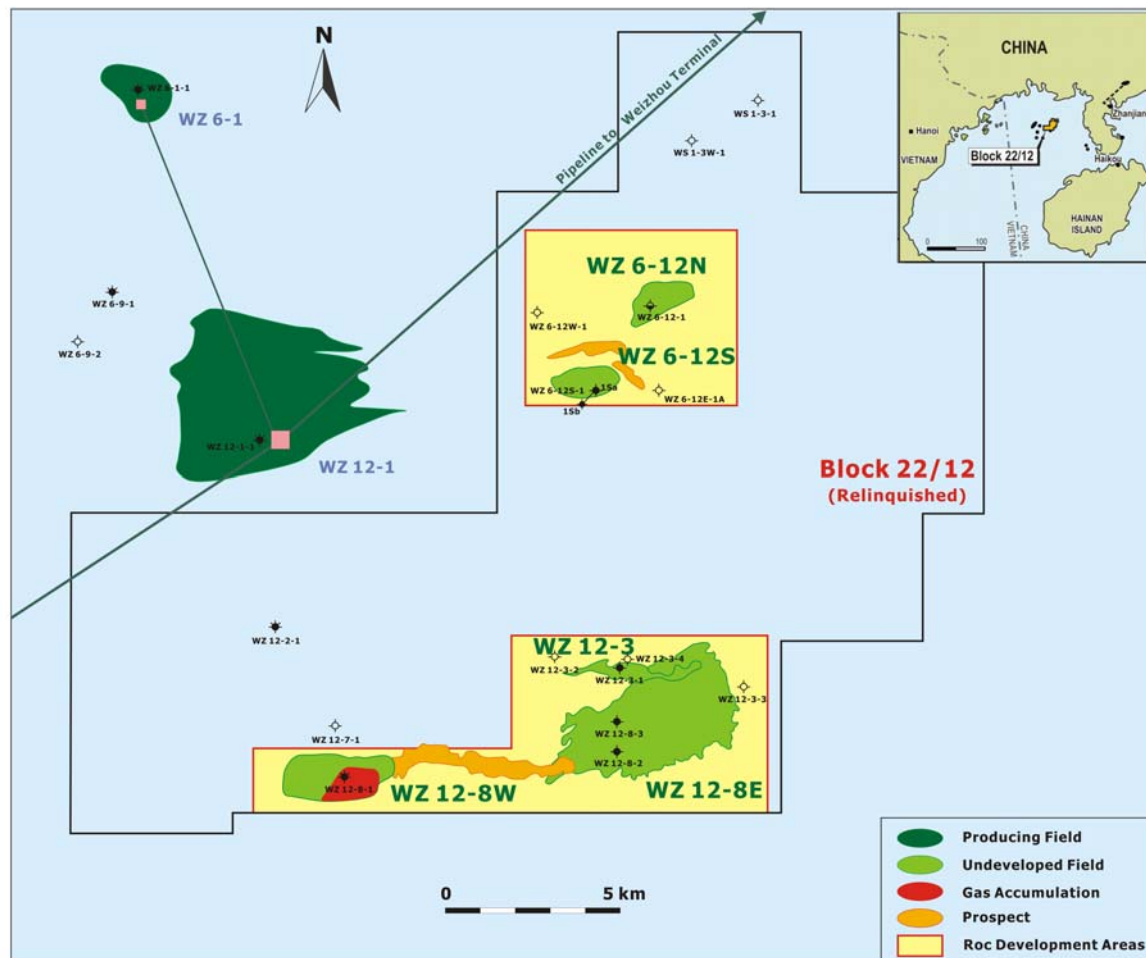 N
WZ 6-1-1
WZ 6-1
Pipeline to Weizhou Terminal
WS 1-3-1
WS 1-3W-1
CHINA
Hanoi
VIETNAM
Block 22/12
Zhanjian
Haikou
HAINAN
ISLAND
CHINA
VIETNAM
0 100
WZ 6-9-1
WZ 6-9-2
WZ 12-1-1
WZ 12-1
WZ 6-12N
WZ 6-12-1
WZ 6-12W-1
WZ 6-12S
WZ 6-12S-1
1Sa
1Sb
WZ 6-12E-1A
Block 22/12
(Relinquished)
WZ 12-2-1
WZ 12-3
WZ 12-3-2
WZ 12-3-4
WZ 12-3-1
WZ 12-3-3
WZ 12-7-1
WZ 12-8-3
WZ 12-8-2
WZ 12-8-1
WZ 12-8W
WZ 12-8E
0 5 km
Producing Field
Undeveloped Field
Gas Accumulation
Prospect
Roc Development Areas